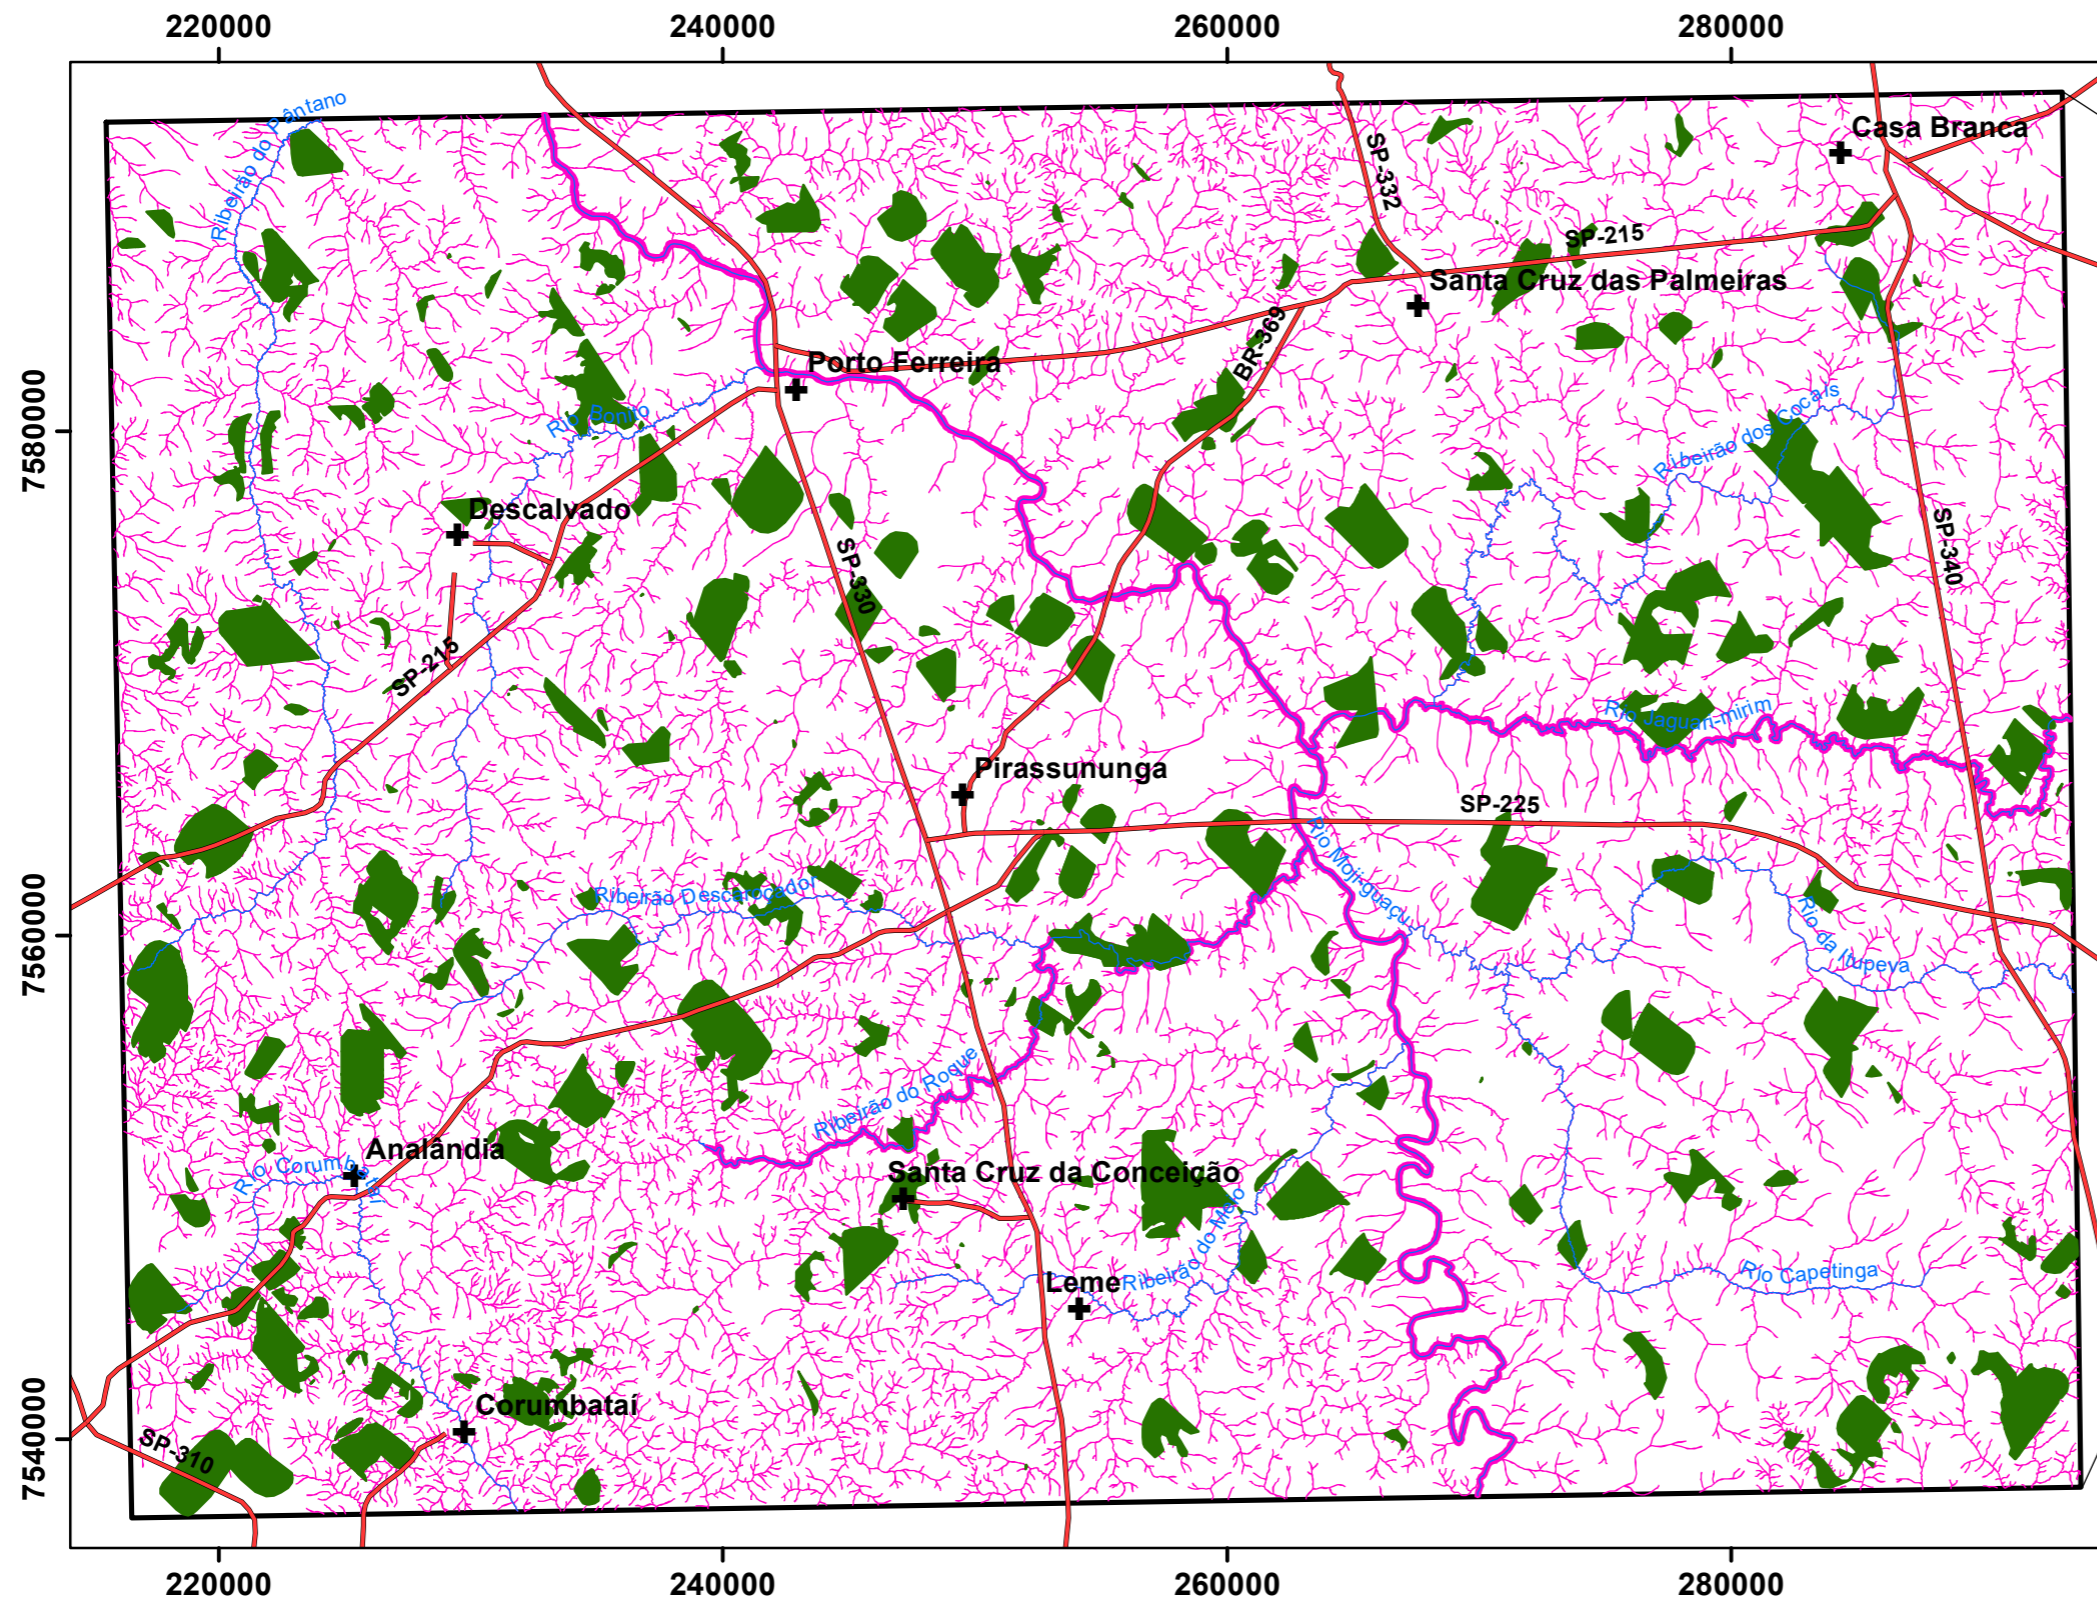 220000 240000 260000 280000
Ribeirão do Pântano
Casa Branca
SP-332
SP-215
Santa Cruz das Palmeiras
BR-369
Porto Ferreira
7580000
Rio Bonito
Ribeirão dos Cocais
Descalvado
SP-330
SP-340
SP-215
Rio Jaguari-mirim
Pirassununga
SP-225
Rio Moji-guaçu
Ribeirão Descaroçador
7560000
Rio da Itupeva
Ribeirão do Roque
Analândia
Rio Corumbataí
Santa Cruz da Conceição
Ribeirão do Meio
Leme
Rio Capetinga
Corumbataí
7540000
SP-310
220000 240000 260000 280000